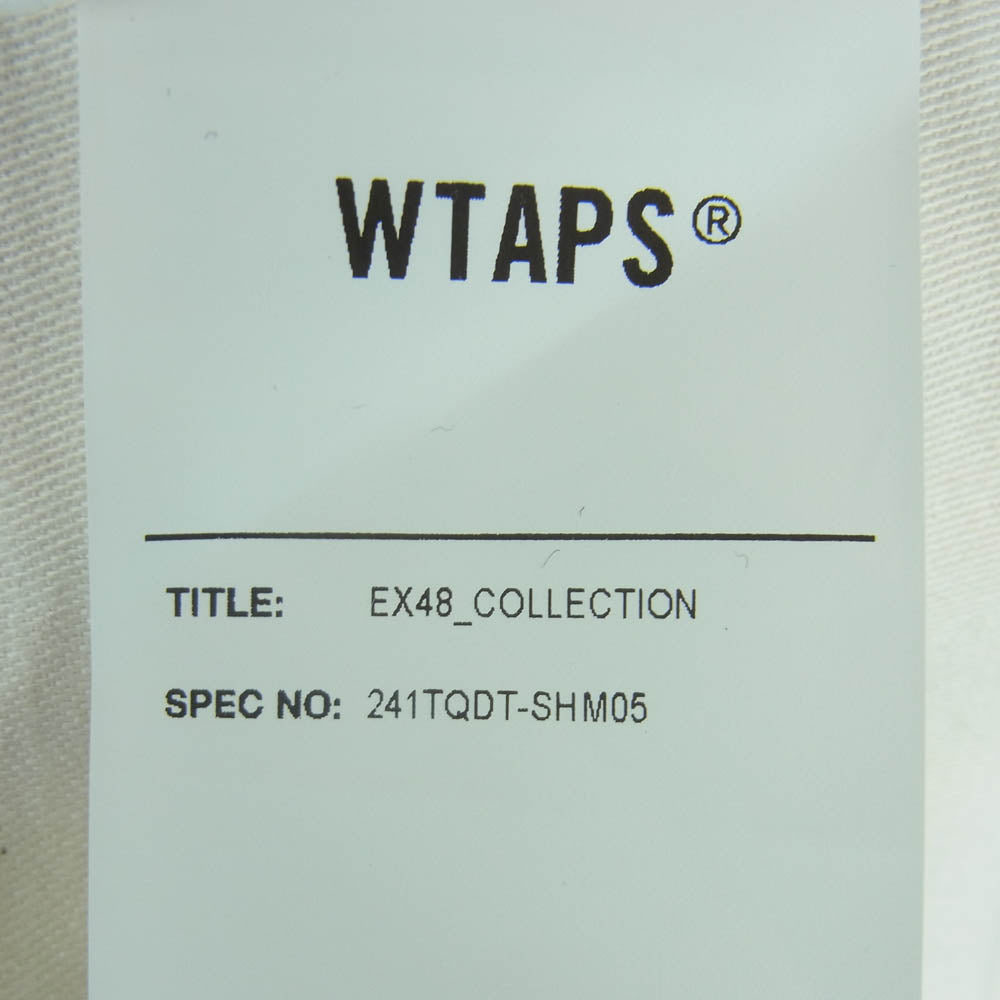 WTAPS®
TITLE: EX48_COLLECTION
SPEC NO: 241TQDT-SHM05